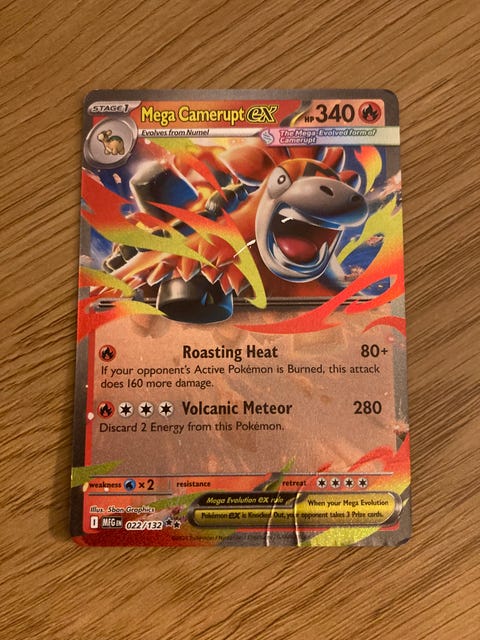 STAGE 1
Mega Camerupt ex HP 340
Evolves from Numel
The Mega-Evolved form of
Camerupt
Roasting Heat 80+
If your opponent's Active Pokémon is Burned, this attack
does 160 more damage.
Volcanic Meteor 280
Discard 2 Energy from this Pokémon.
weakness ×2 resistance retreat
Illus. 5ban Graphics
Mega Evolution ex rule
When your Mega Evolution
Pokémon ex is Knocked Out, your opponent takes 3 Prize cards.
I MEG EN 022/132